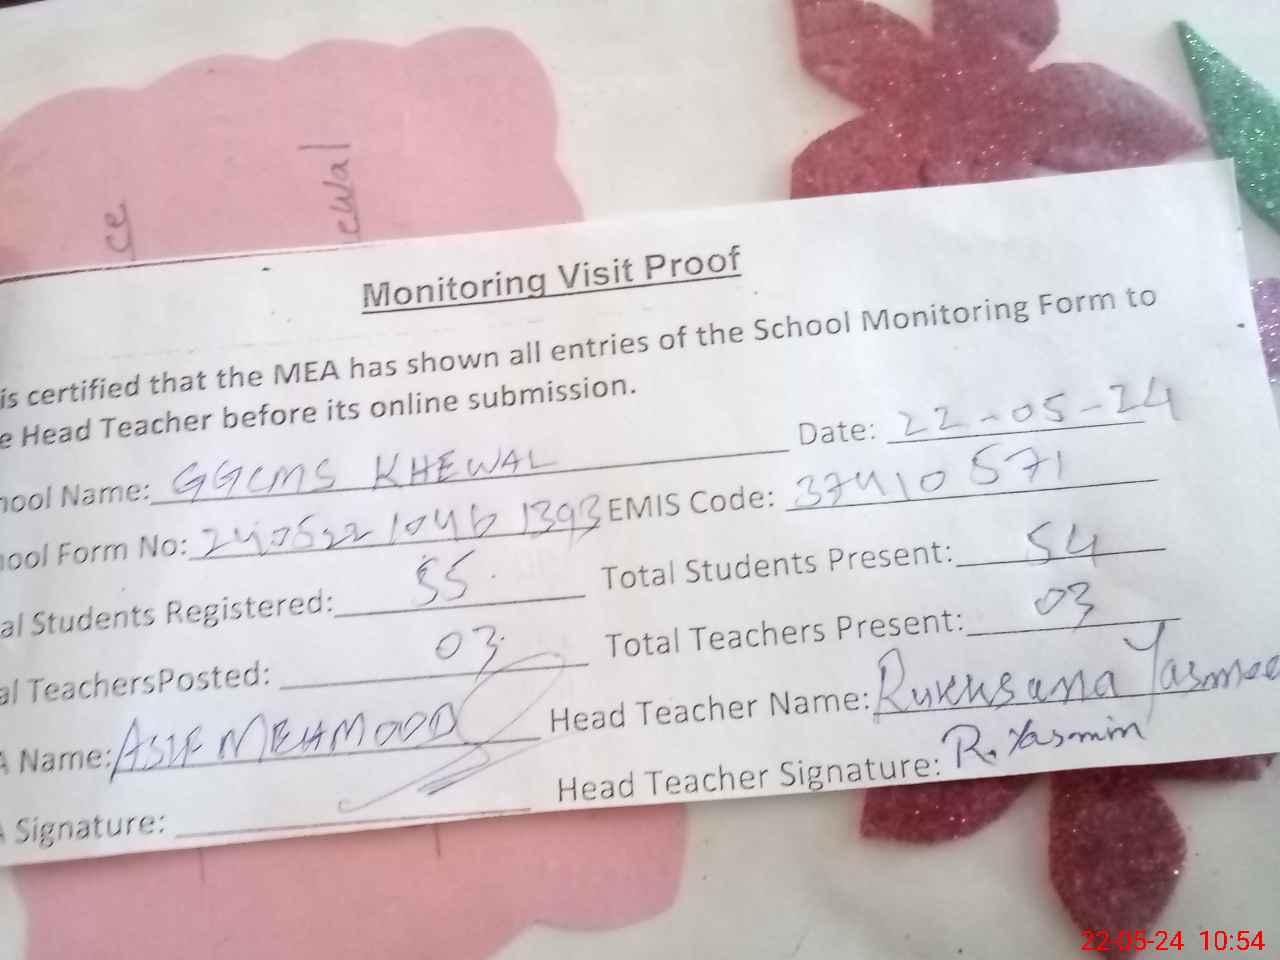 ce
ewal
Monitoring Visit Proof
is certified that the MEA has shown all entries of the School Monitoring Form to
e Head Teacher before its online submission.
hool Name: GGCMS KHEWAL Date: 22-05-24
hool Form No: 240522 1046 1393 EMIS Code: 37410571
al Students Registered: 55 Total Students Present: 54
al TeachersPosted: 03 Total Teachers Present: 03
A Name: ASIF MEHMOOD Head Teacher Name: Rukhsana Yasmee
A Signature: Head Teacher Signature: R. Yasmin
22-05-24 10:54